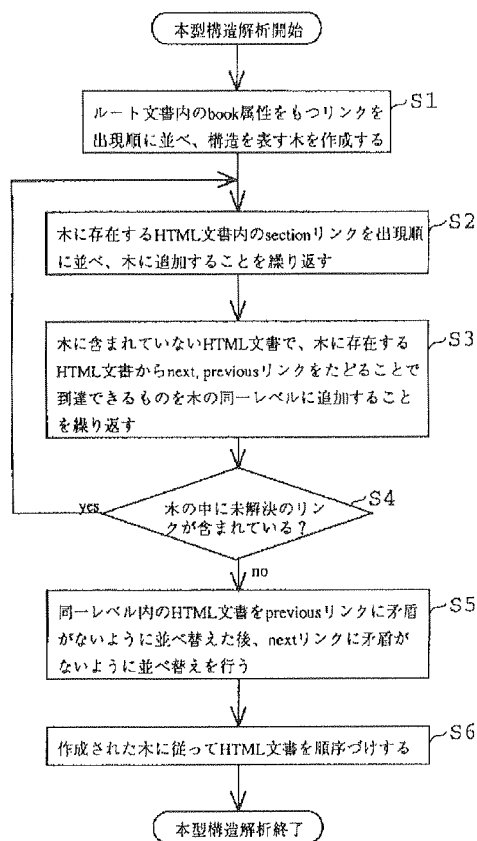 本型構造解析開始
ルート文書内のbook属性をもつリンクを
出現順に並べ、構造を表す木を作成する
S1
木に存在するHTML文書内のsectionリンクを出現順
に並べ、木に追加することを繰り返す
S2
木に含まれていないHTML文書で、木に存在する
HTML文書からnext, previousリンクをたどることで
到達できるものを木の同一レベルに追加すること
を繰り返す
S3
木の中に未解決のリン
クが含まれている？
S4
yes
no
同一レベル内のHTML文書をpreviousリンクに矛盾
がないように並べ替えた後、nextリンクに矛盾が
ないように並べ替えを行う
S5
作成された木に従ってHTML文書を順序づけする
S6
本型構造解析終了